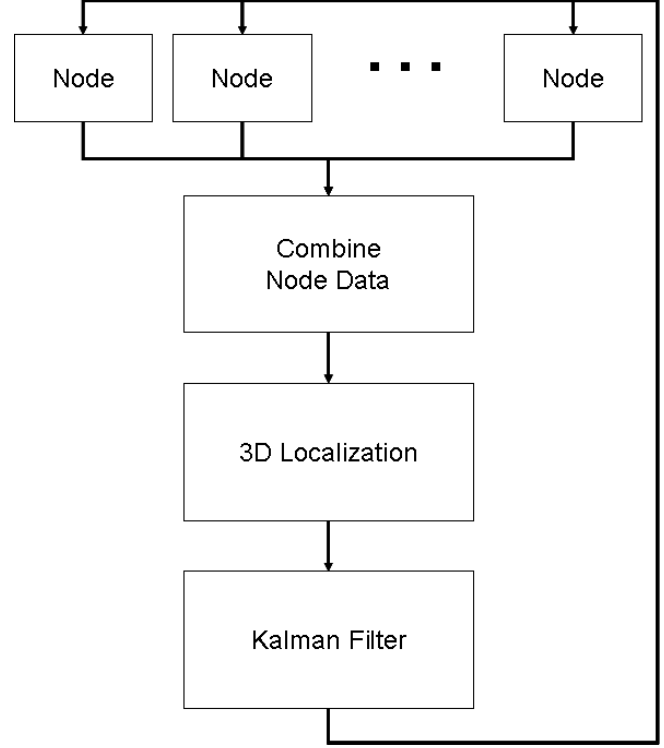 Node
Node
. . .
Node
Combine
Node Data
3D Localization
Kalman Filter